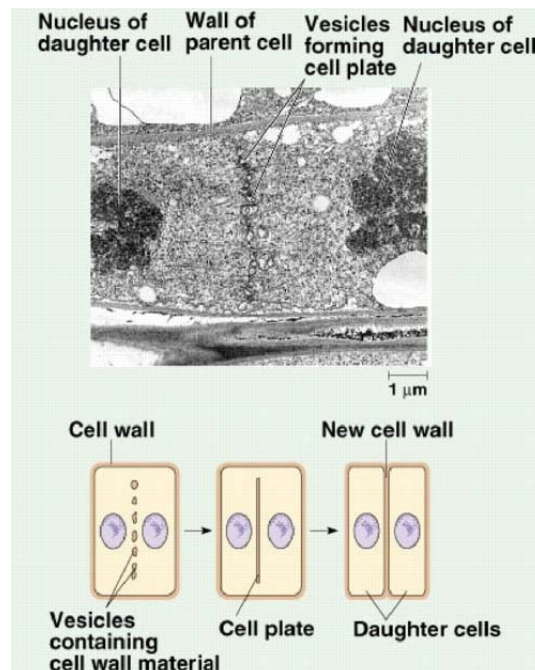 Nucleus of
daughter cell
Wall of
parent cell
Vesicles
forming
cell plate
Nucleus of
daughter cell
1 μm
Cell wall
New cell wall
Vesicles
containing
cell wall material
Cell plate
Daughter cells